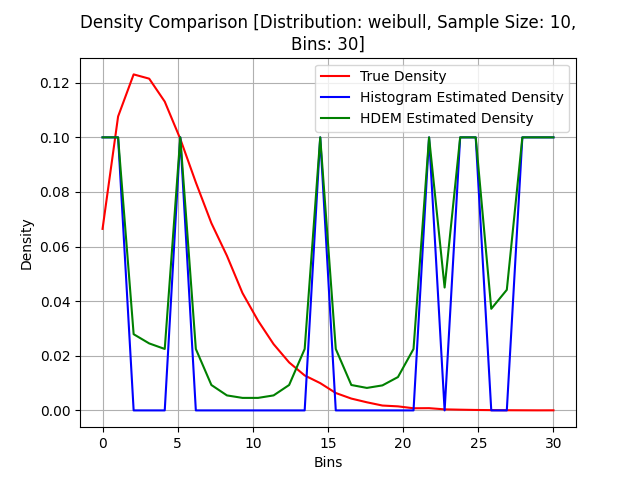 Density Comparison [Distribution: weibull, Sample Size: 10,
Bins: 30]
True Density
Histogram Estimated Density
HDEM Estimated Density
Density
0.12
0.10
0.08
0.06
0.04
0.02
0.00
0 5 10 15 20 25 30
Bins